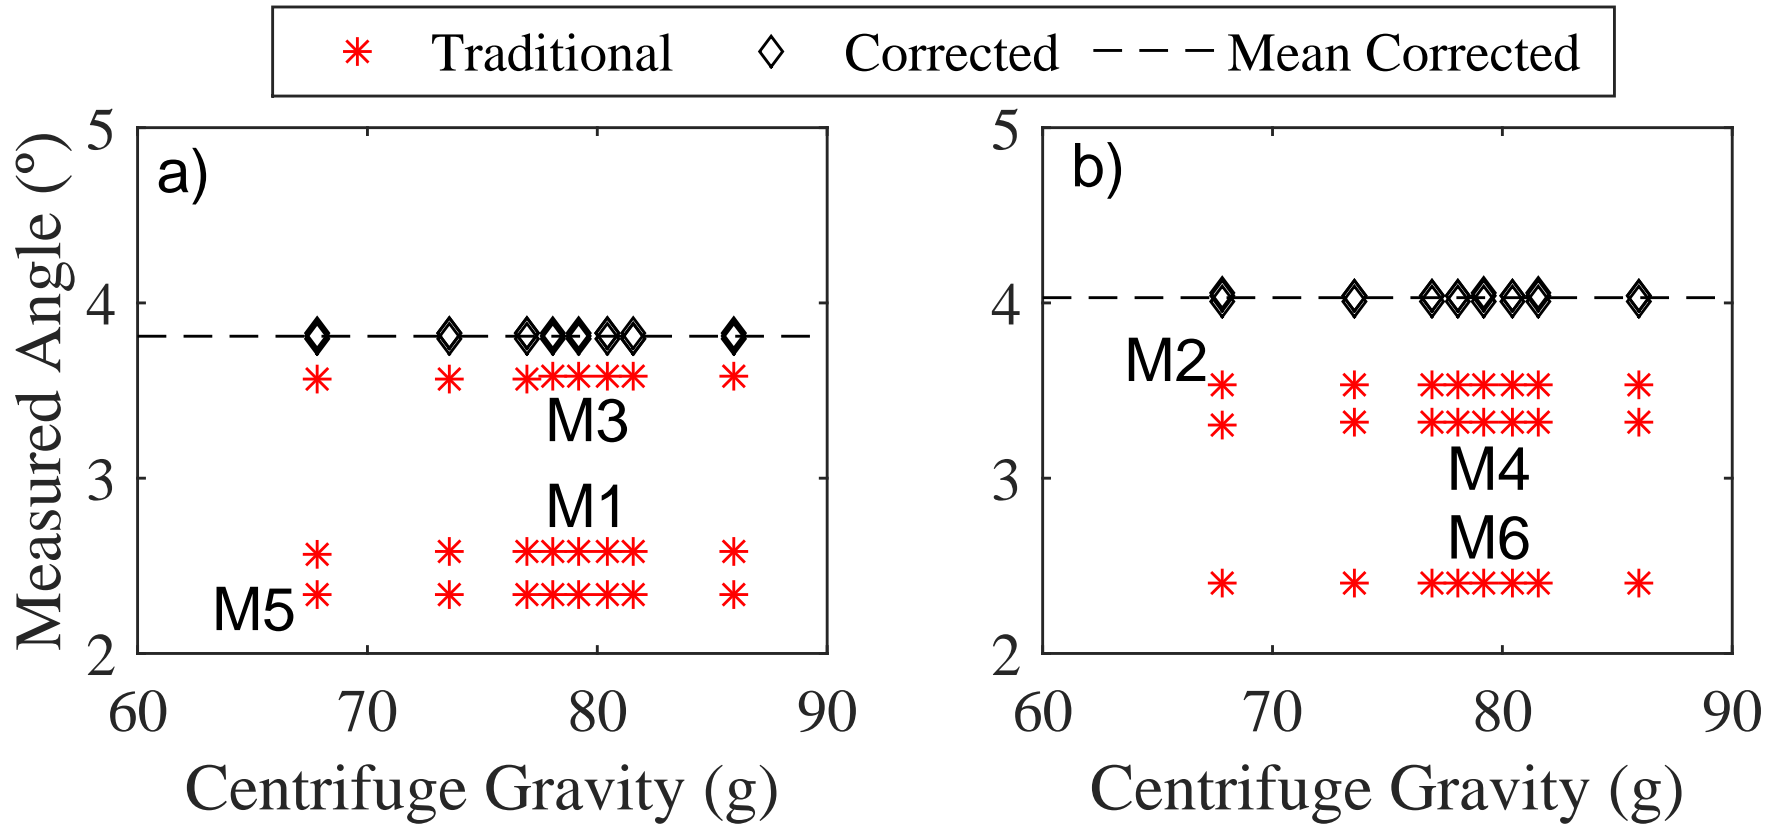 Traditional Corrected Mean Corrected
Measured Angle (º)
5
4
3
2
a)
M3
M1
M5
60 70 80 90
Centrifuge Gravity (g)
5
4
3
2
b)
M2
M4
M6
60 70 80 90
Centrifuge Gravity (g)